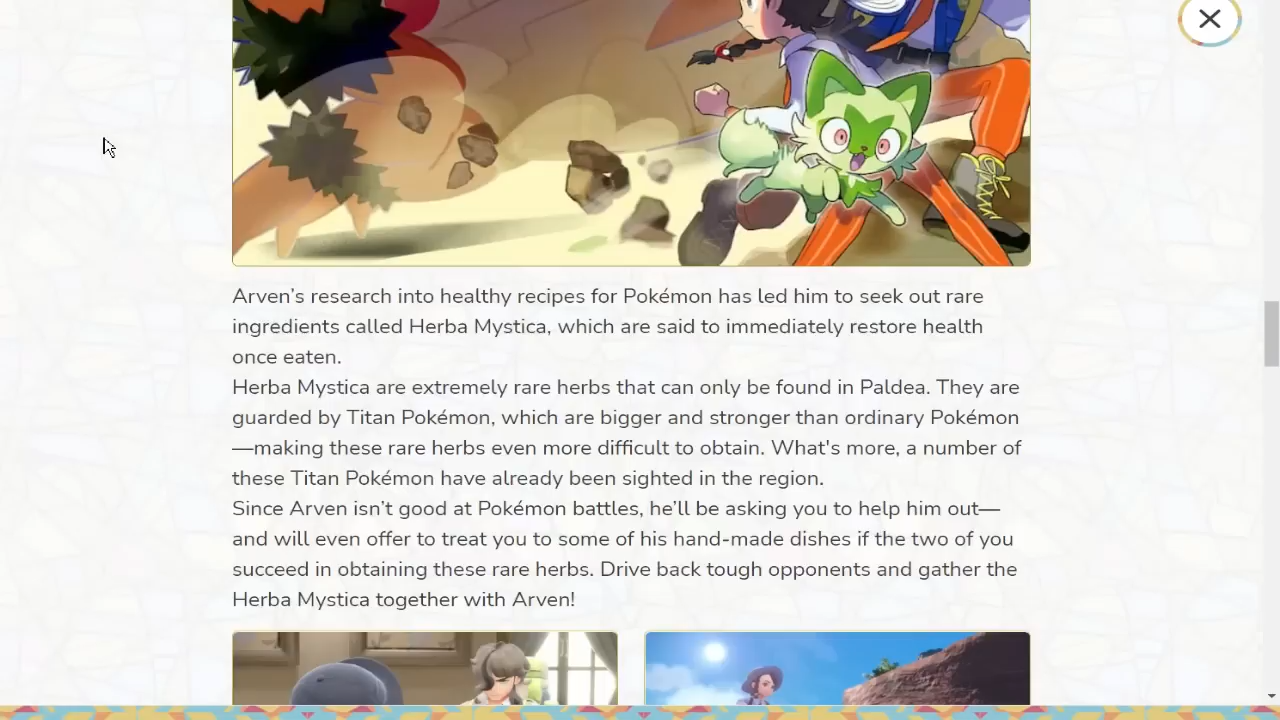 Arven’s research into healthy recipes for Pokémon has led him to seek out rare
ingredients called Herba Mystica, which are said to immediately restore health
once eaten.
Herba Mystica are extremely rare herbs that can only be found in Paldea. They are
guarded by Titan Pokémon, which are bigger and stronger than ordinary Pokémon
—making these rare herbs even more difficult to obtain. What's more, a number of
these Titan Pokémon have already been sighted in the region.
Since Arven isn’t good at Pokémon battles, he’ll be asking you to help him out—
and will even offer to treat you to some of his hand-made dishes if the two of you
succeed in obtaining these rare herbs. Drive back tough opponents and gather the
Herba Mystica together with Arven!